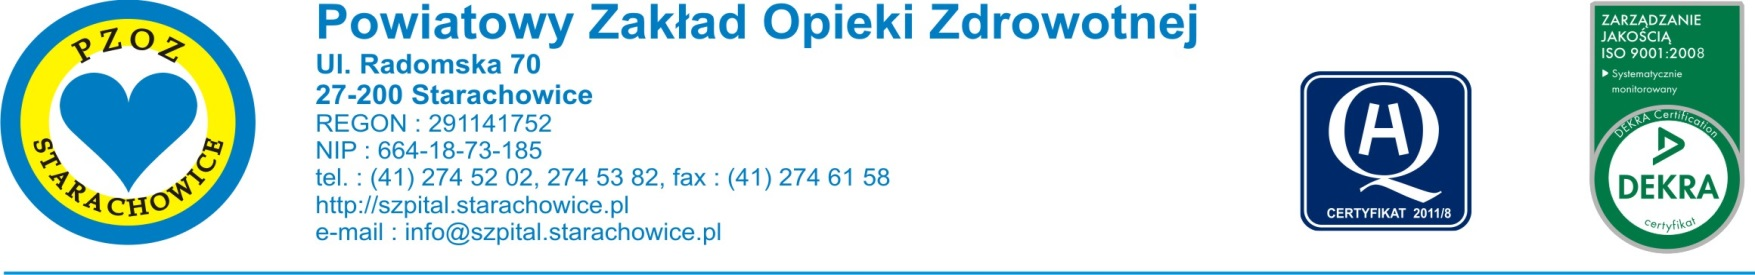 PZOZ
STARACHOWICE
Powiatowy Zakład Opieki Zdrowotnej
Ul. Radomska 70
27-200 Starachowice
REGON : 291141752
NIP : 664-18-73-185
tel. : (41) 274 52 02, 274 53 82, fax : (41) 274 61 58
http://szpital.starachowice.pl
e-mail : info@szpital.starachowice.pl
QH
CERTYFIKAT 2011/8
ZARZĄDZANIE
JAKOŚCIĄ
ISO 9001:2008
Systematycznie
monitorowany
DEKRA Certification
DEKRA
certyfikat